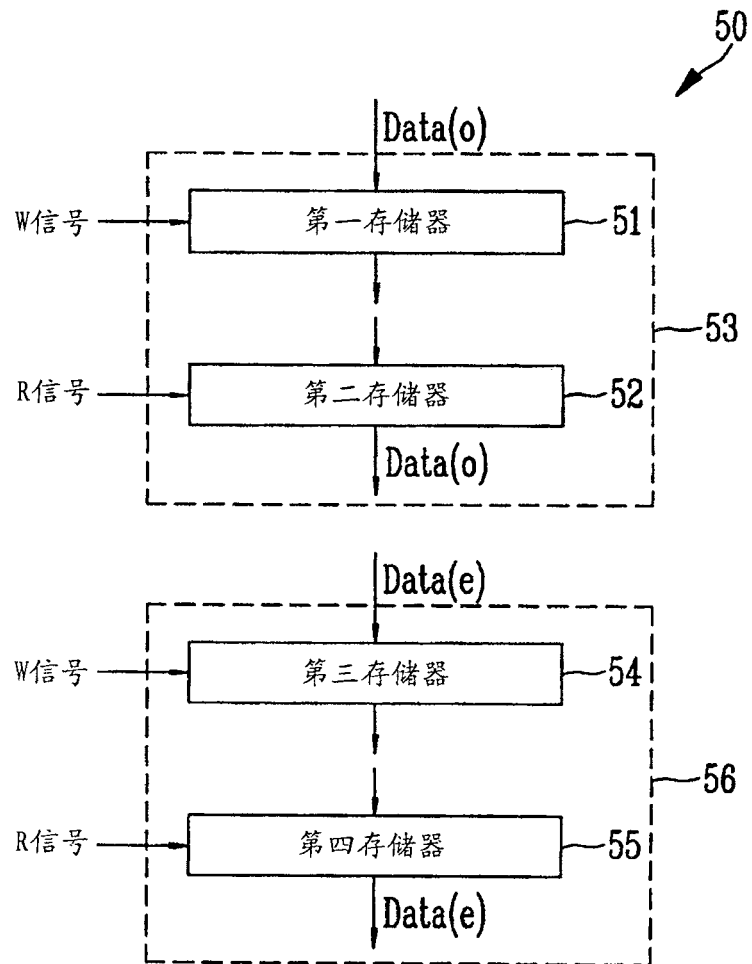 50
Data(o)
W信号
第一存储器
51
53
R信号
第二存储器
52
Data(o)
Data(e)
W信号
第三存储器
54
56
R信号
第四存储器
55
Data(e)